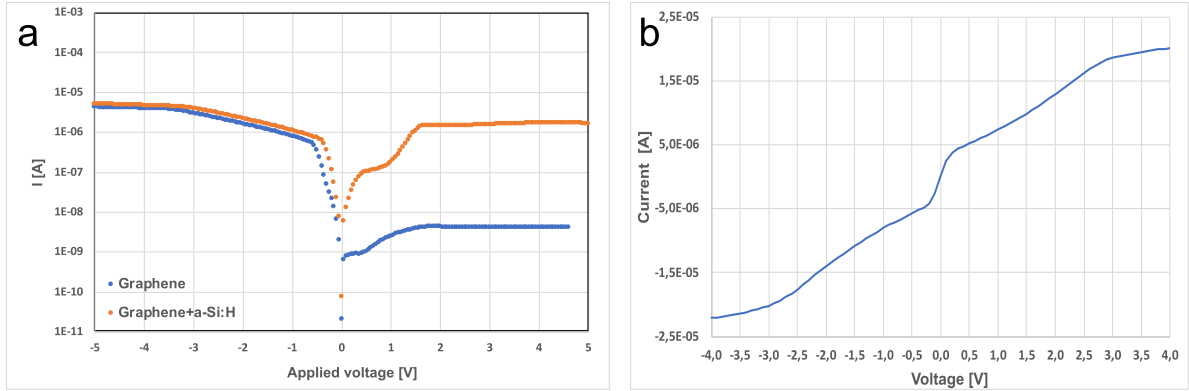 a
1E-03
1E-04
1E-05
1E-06
1E-07
1E-08
1E-09
1E-10
1E-11
I [A]
Graphene
Graphene+a-Si:H
-5 -4 -3 -2 -1 0 1 2 3 4 5
Applied voltage [V]
b
2,5E-05
1,5E-05
5,0E-06
-5,0E-06
-1,5E-05
-2,5E-05
Current [A]
-4,0 -3,5 -3,0 -2,5 -2,0 -1,5 -1,0 -0,5 0,0 0,5 1,0 1,5 2,0 2,5 3,0 3,5 4,0
Voltage [V]